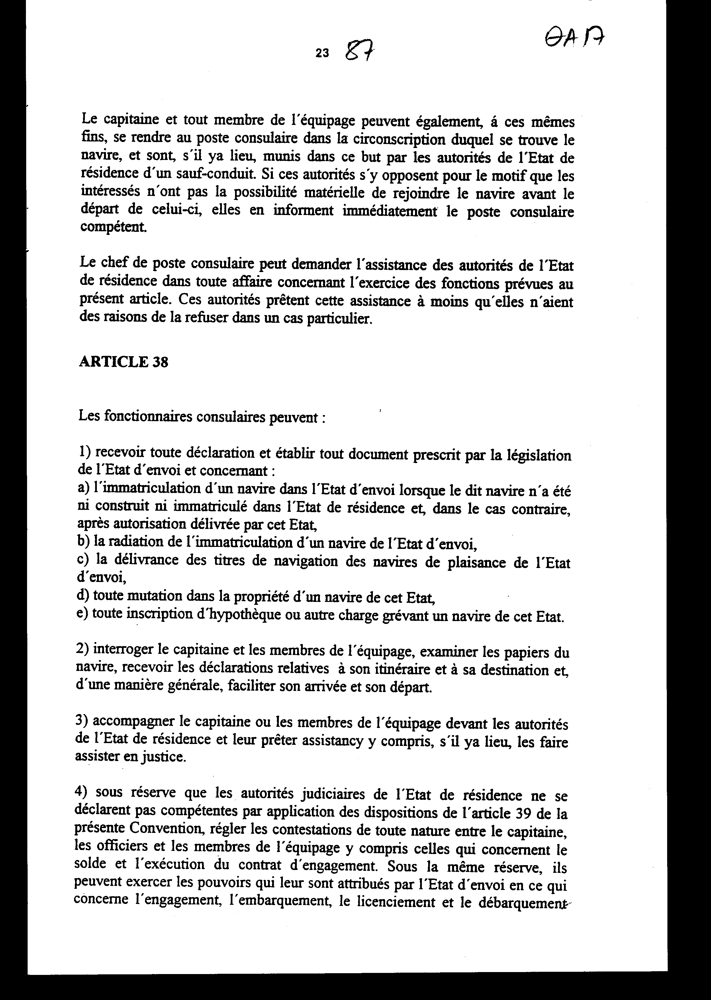 23 87
Le capitaine et tout membre de l´équipage peuvent également, á ces mêmes
fins, se rendre au poste consulaire dans la circonscription duquel se trouve le
navire, et sont, s´il ya lieu, munis dans ce but par les autorités de l´Etat de
résidence d´un sauf-conduit. Si ces autorités s´y opposent pour le motif que les
intéressés n´ont pas la possibilité matérielle de rejoindre le navire avant le
départ de celui-ci, elles en informent immédiatement le poste consulaire
compétent.
Le chef de poste consulaire peut demander l´assistance des autorités de l´Etat
de résidence dans toute affaire concernant l´exercice des fonctions prévues au
présent article. Ces autorités prêtent cette assistance à moins qu´elles n´aient
des raisons de la refuser dans un cas particulier.
ARTICLE 38
Les fonctionnaires consulaires peuvent :
1) recevoir toute déclaration et établir tout document prescrit par la législation
de l´Etat d´envoi et concernant :
a) l´immatriculation d´un navire dans l´Etat d´envoi lorsque le dit navire n´a été
ni construit ni immatriculé dans l´Etat de résidence et, dans le cas contraire,
après autorisation délivrée par cet Etat,
b) la radiation de l´immatriculation d´un navire de l´Etat d´envoi,
c) la délivrance des titres de navigation des navires de plaisance de l´Etat
d´envoi,
d) toute mutation dans la propriété d´un navire de cet Etat,
e) toute inscription d´hypothèque ou autre charge grévant un navire de cet Etat.
2) interroger le capitaine et les membres de l´équipage, examiner les papiers du
navire, recevoir les déclarations relatives à son itinéraire et à sa destination et,
d´une manière générale, faciliter son arrivée et son départ.
3) accompagner le capitaine ou les membres de l´équipage devant les autorités
de l´Etat de résidence et leur prêter assistancy y compris, s´il ya lieu, les faire
assister en justice.
4) sous réserve que les autorités judiciaires de l´Etat de résidence ne se
déclarent pas compétentes par application des dispositions de l´article 39 de la
présente Convention, régler les contestations de toute nature entre le capitaine,
les officiers et les membres de l´équipage y compris celles qui concernent le
solde et l´exécution du contrat d´engagement. Sous la même réserve, ils
peuvent exercer les pouvoirs qui leur sont attribués par l´Etat d´envoi en ce qui
concerne l´engagement, l´embarquement, le licenciement et le débarquement